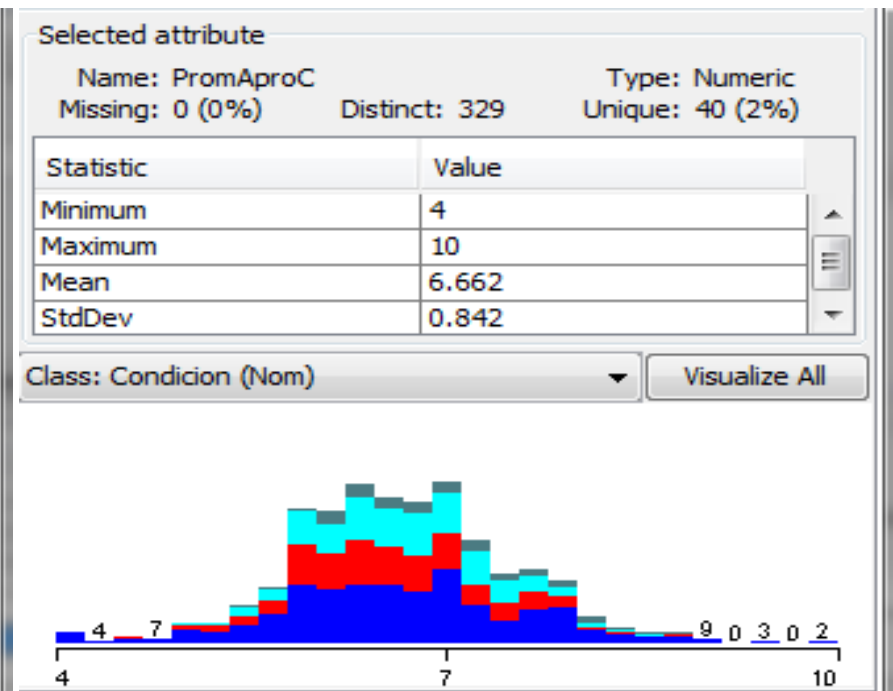 Selected attribute
Name: PromAproC Type: Numeric
Missing: 0 (0%) Distinct: 329 Unique: 40 (2%)
Statistic Value
Minimum 4
Maximum 10
Mean 6.662
StdDev 0.842
Class: Condicion (Nom) Visualize All
4 7 9 0 3 0 2
4 7 10